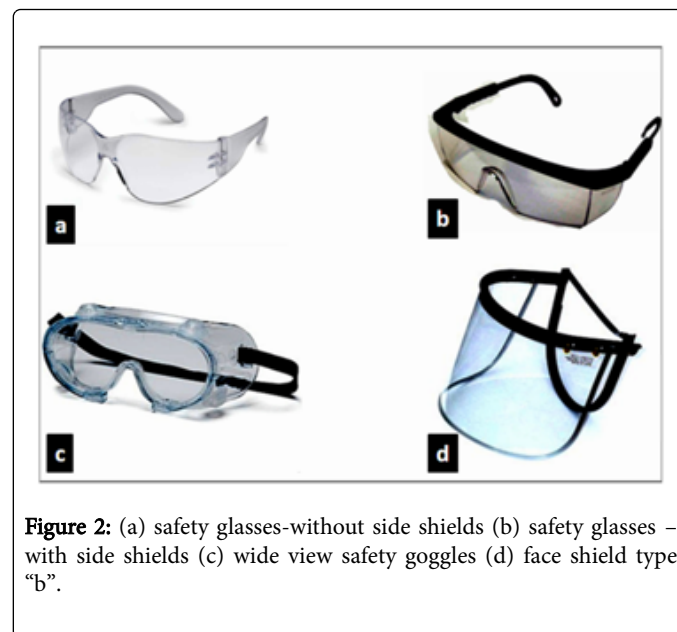 a
b
c
d
Figure 2: (a) safety glasses-without side shields (b) safety glasses –
with side shields (c) wide view safety goggles (d) face shield type
“b”.